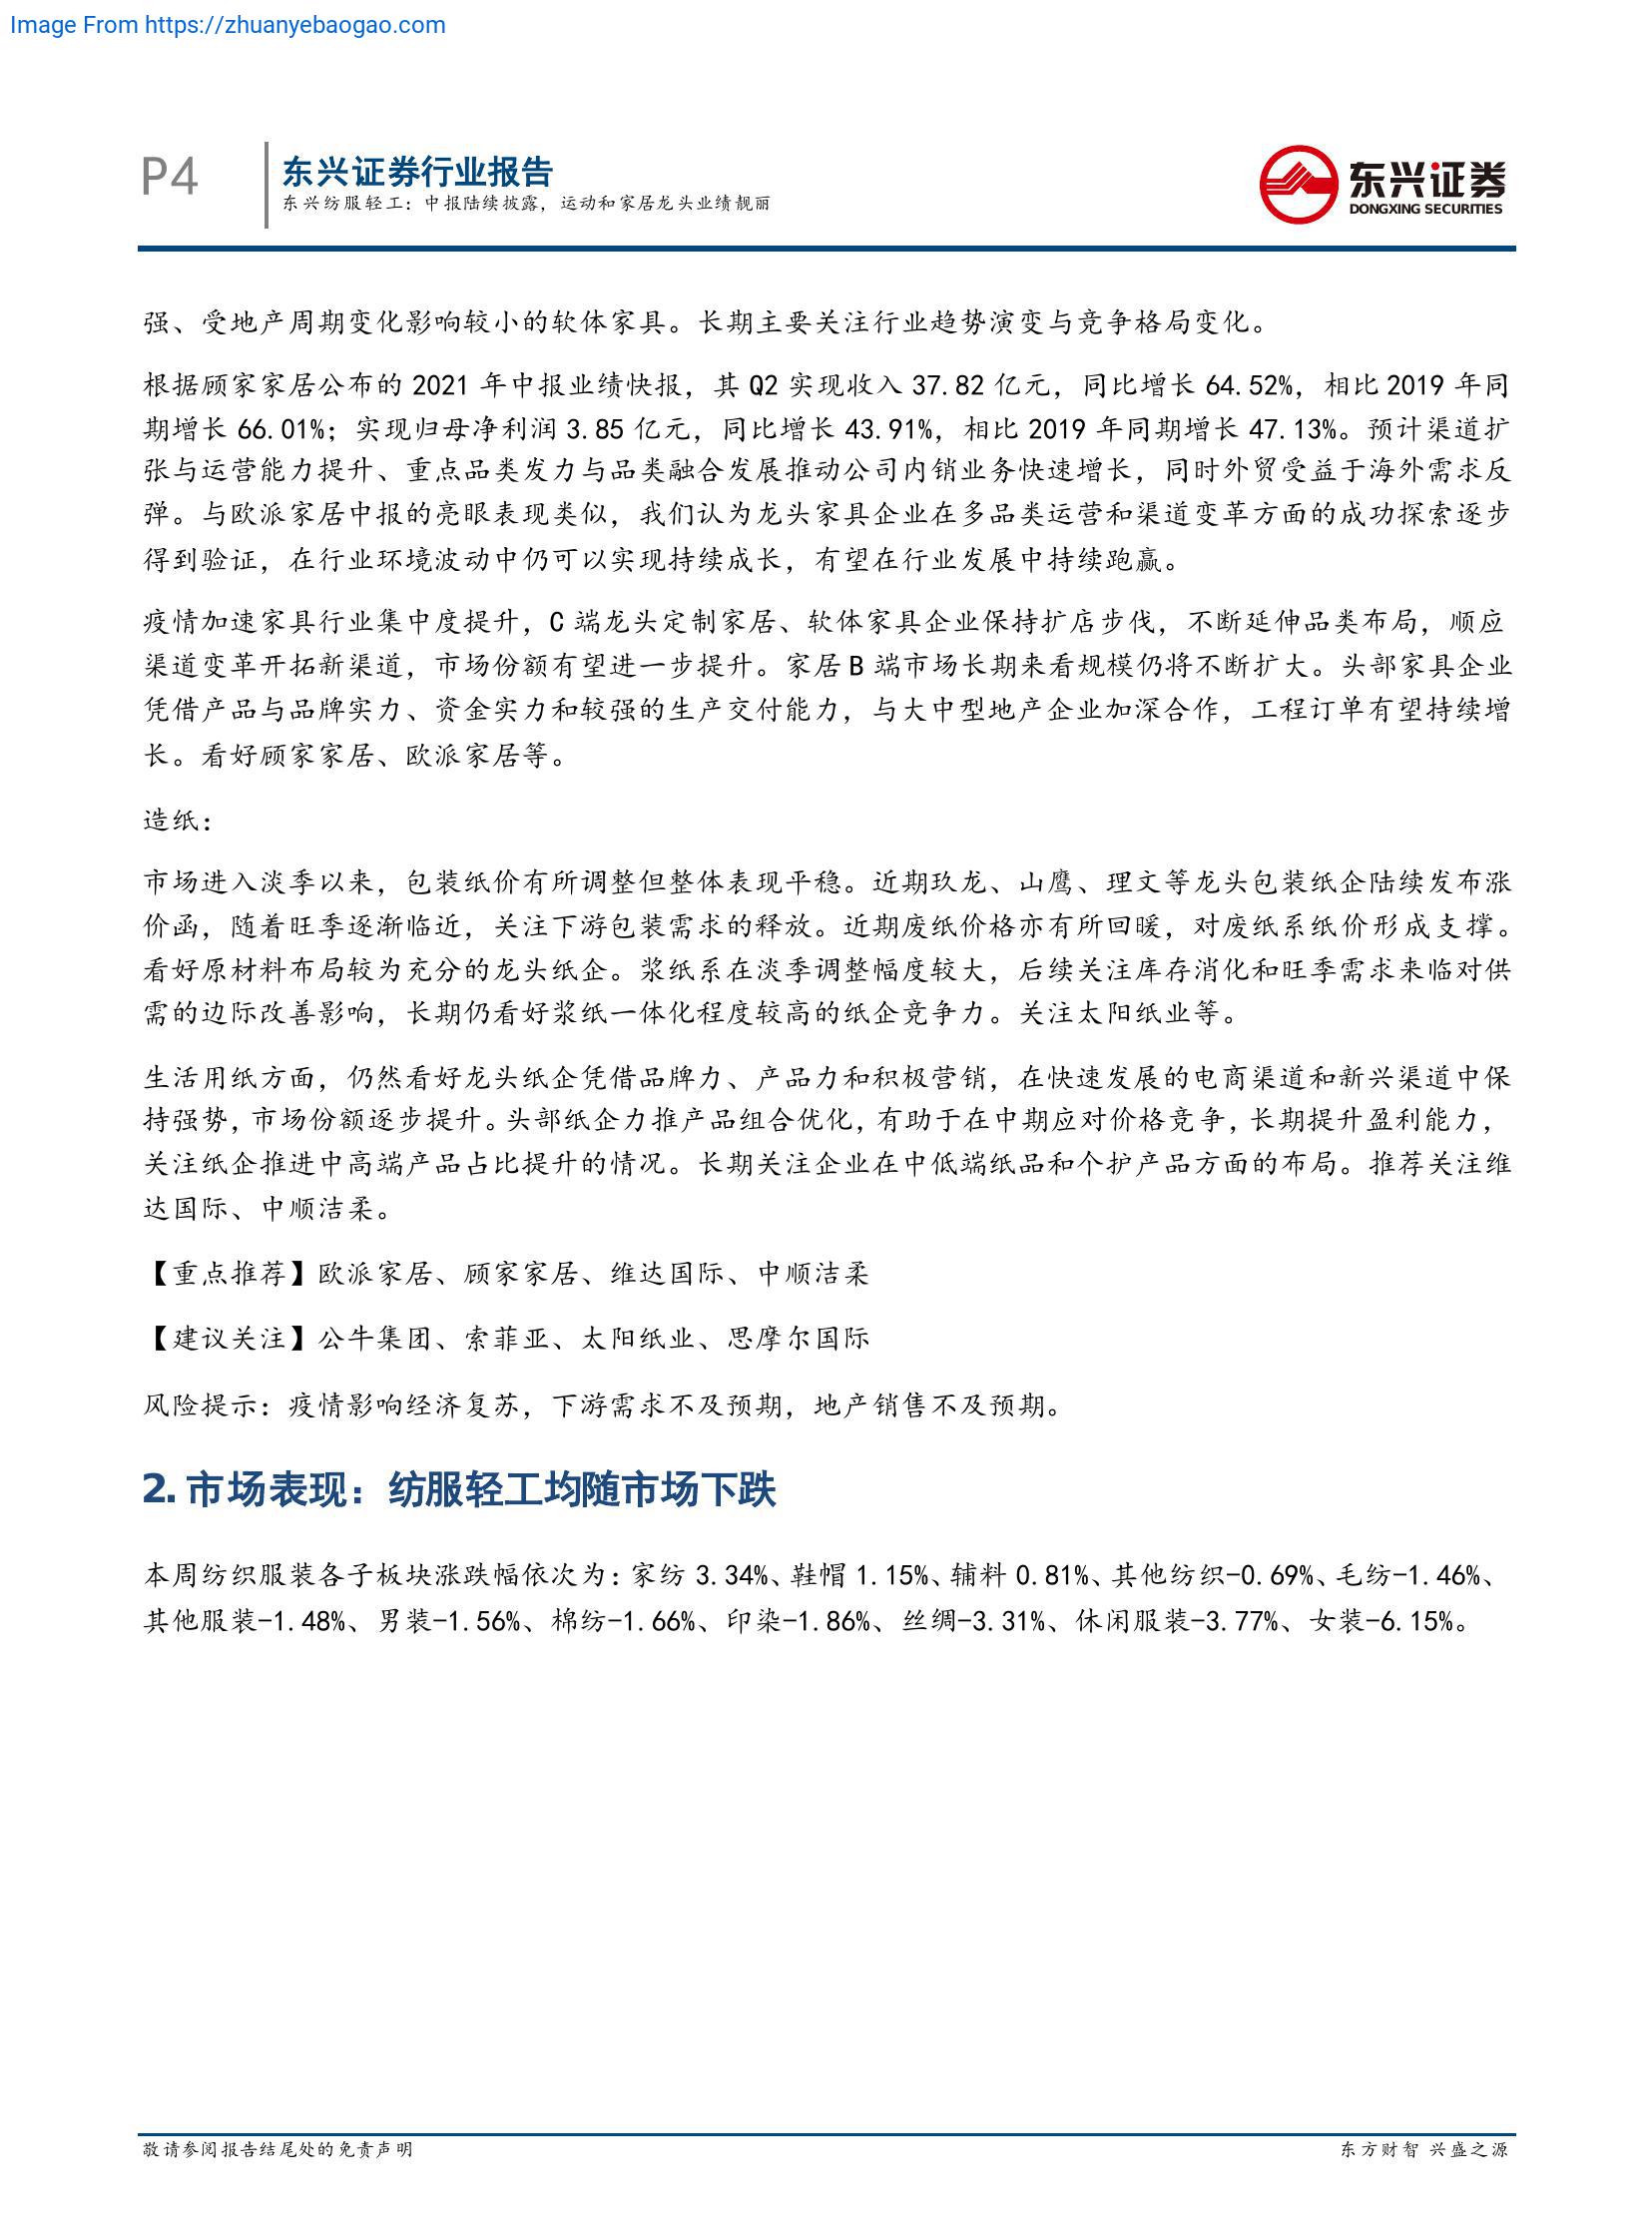 Image From https://zhuanyebaogao.com
P4
东兴证券行业报告
东兴纺服轻工：中报陆续披露，运动和家居龙头业绩靓丽
东兴证券
DONGXING SECURITIES
强、受地产周期变化影响较小的软体家具。长期主要关注行业趋势演变与竞争格局变化。
根据顾家家居公布的 2021 年中报业绩快报，其 Q2 实现收入 37.82 亿元，同比增长 64.52%，相比 2019 年同
期增长 66.01%；实现归母净利润 3.85 亿元，同比增长 43.91%，相比 2019 年同期增长 47.13%。预计渠道扩
张与运营能力提升、重点品类发力与品类融合发展推动公司内销业务快速增长，同时外贸受益于海外需求反
弹。与欧派家居中报的亮眼表现类似，我们认为龙头家具企业在多品类运营和渠道变革方面的成功探索逐步
得到验证，在行业环境波动中仍可以实现持续成长，有望在行业发展中持续跑赢。
疫情加速家具行业集中度提升，C 端龙头定制家居、软体家具企业保持扩店步伐，不断延伸品类布局，顺应
渠道变革开拓新渠道，市场份额有望进一步提升。家居 B 端市场长期来看规模仍将不断扩大。头部家具企业
凭借产品与品牌实力、资金实力和较强的生产交付能力，与大中型地产企业加深合作，工程订单有望持续增
长。看好顾家家居、欧派家居等。
造纸：
市场进入淡季以来，包装纸价有所调整但整体表现平稳。近期玖龙、山鹰、理文等龙头包装纸企陆续发布涨
价函，随着旺季逐渐临近，关注下游包装需求的释放。近期废纸价格亦有所回暖，对废纸系纸价形成支撑。
看好原材料布局较为充分的龙头纸企。浆纸系在淡季调整幅度较大，后续关注库存消化和旺季需求来临对供
需的边际改善影响，长期仍看好浆纸一体化程度较高的纸企竞争力。关注太阳纸业等。
生活用纸方面，仍然看好龙头纸企凭借品牌力、产品力和积极营销，在快速发展的电商渠道和新兴渠道中保
持强势，市场份额逐步提升。头部纸企力推产品组合优化，有助于在中期应对价格竞争，长期提升盈利能力，
关注纸企推进中高端产品占比提升的情况。长期关注企业在中低端纸品和个护产品方面的布局。推荐关注维
达国际、中顺洁柔。
【重点推荐】欧派家居、顾家家居、维达国际、中顺洁柔
【建议关注】公牛集团、索菲亚、太阳纸业、思摩尔国际
风险提示：疫情影响经济复苏，下游需求不及预期，地产销售不及预期。
2. 市场表现：纺服轻工均随市场下跌
本周纺织服装各子板块涨跌幅依次为：家纺 3.34%、鞋帽 1.15%、辅料 0.81%、其他纺织-0.69%、毛纺-1.46%、
其他服装-1.48%、男装-1.56%、棉纺-1.66%、印染-1.86%、丝绸-3.31%、休闲服装-3.77%、女装-6.15%。
敬请参阅报告结尾处的免责声明
东方财智 兴盛之源